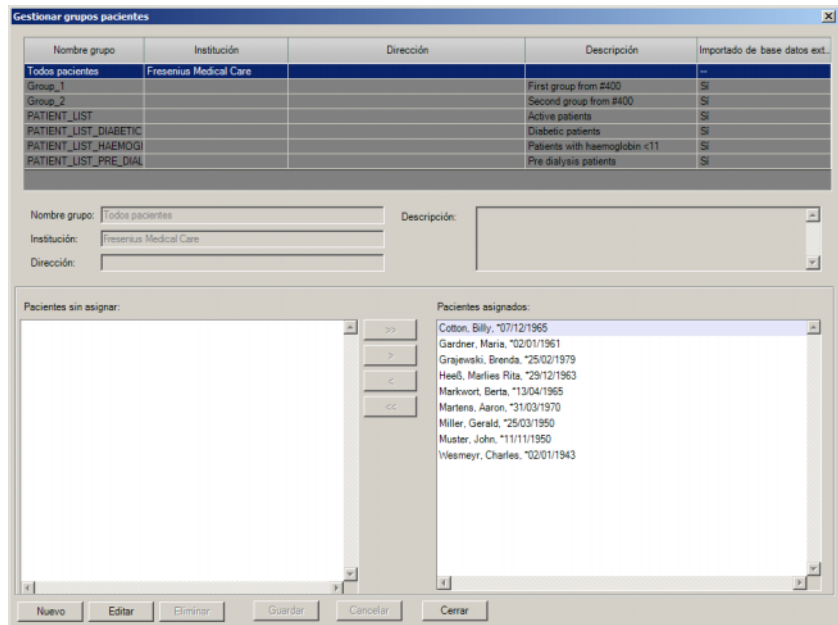 Gestionar grupos pacientes
Nombre grupo Institución Dirección Descripción Importado de base datos ext...
Todos pacientes Fresenius Medical Care --
Group_1 First group from #400 Sí
Group_2 Second group from #400 Sí
PATIENT_LIST Active patients Sí
PATIENT_LIST_DIABETIC Diabetic patients Sí
PATIENT_LIST_HAEMOGI Patients with haemoglobin <11 Sí
PATIENT_LIST_PRE_DIAL Pre dialysis patients Sí
Nombre grupo: Todos pacientes Descripción:
Institución: Fresenius Medical Care
Dirección:
Pacientes sin asignar: Pacientes asignados:
>> Cotton, Billy, *07/12/1965
Gardner, Maria, *02/01/1961
> Grajewski, Brenda, *25/02/1979
< Heeß, Marlies Rita, *29/12/1963
Markwort, Berta, *13/04/1965
<< Martens, Aaron, *31/03/1970
Miller, Gerald, *25/03/1950
Muster, John, *11/11/1950
Wesmeyr, Charles, *02/01/1943
Nuevo Editar Eliminar Guardar Cancelar Cerrar